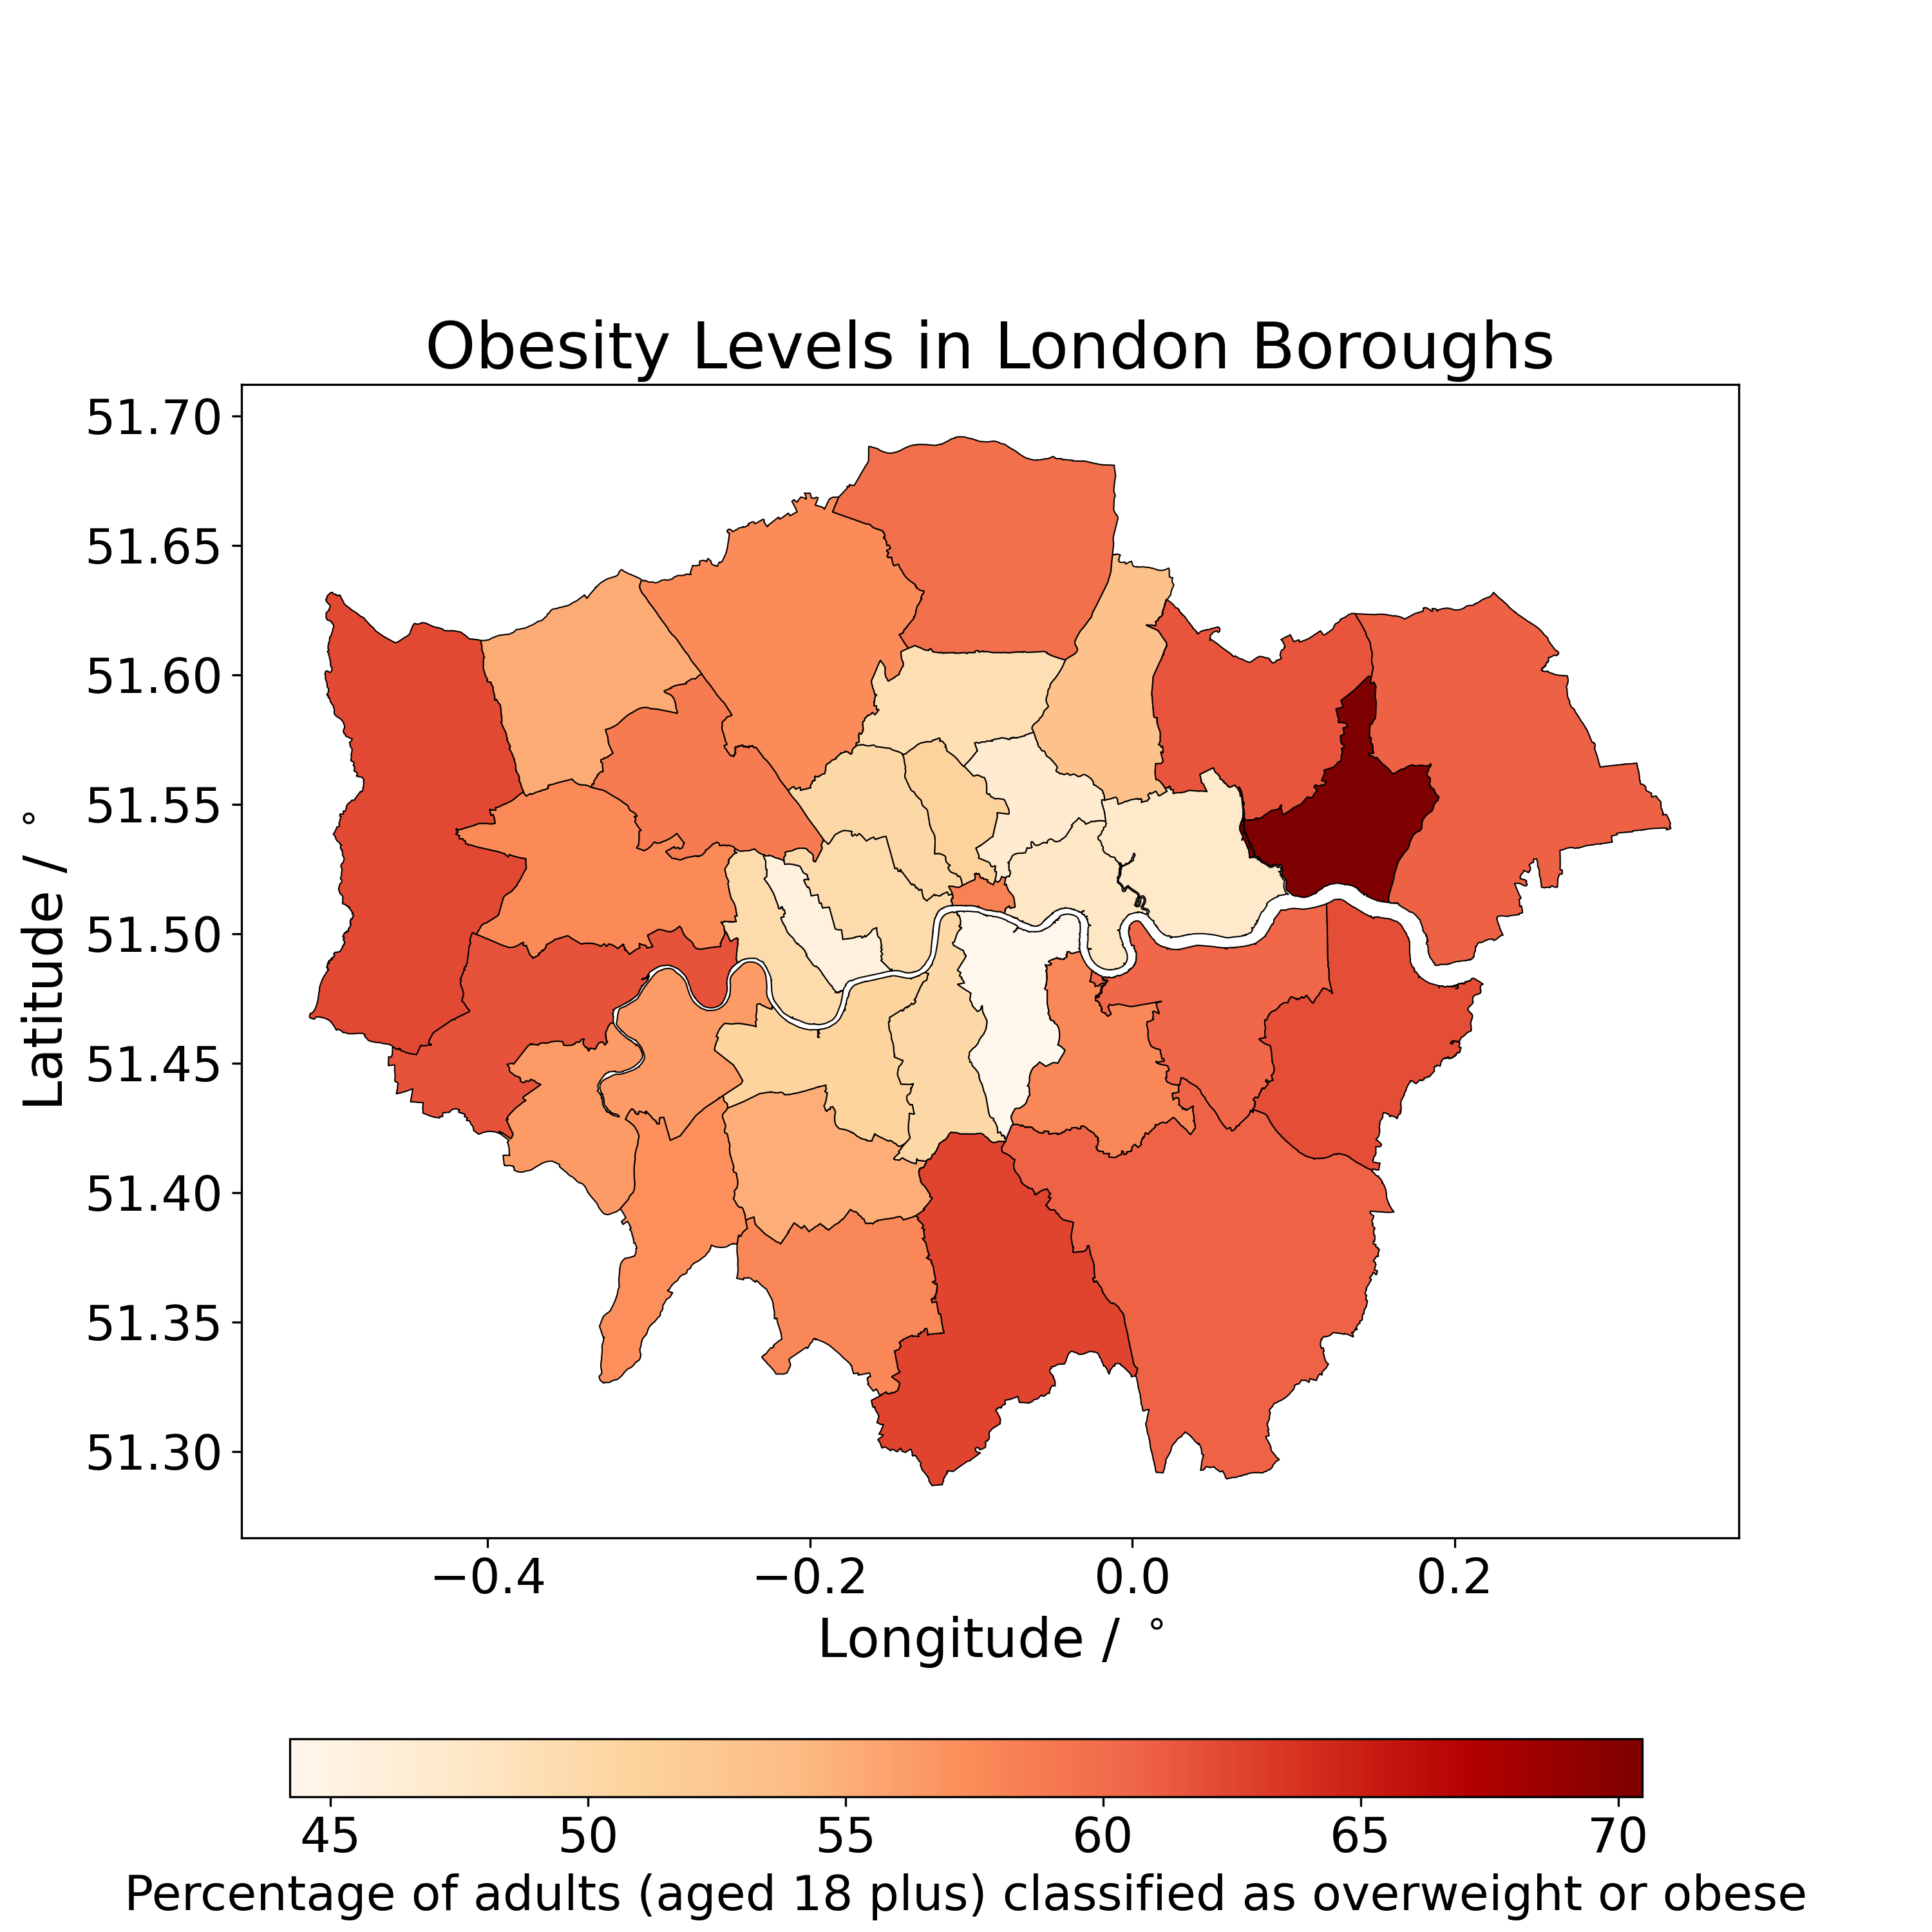 Obesity Levels in London Boroughs
51.70
51.65
51.60
51.55
51.50
51.45
51.40
51.35
51.30
Latitude / °
−0.4 −0.2 0.0 0.2
Longitude / °
45 50 55 60 65 70
Percentage of adults (aged 18 plus) classified as overweight or obese